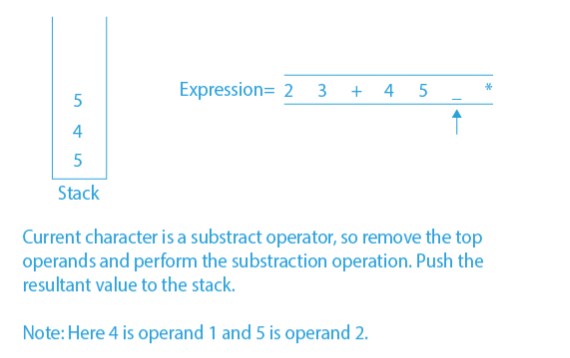 5
4
5
Stack
Expression= 2 3 + 4 5 _ *
Current character is a substract operator, so remove the top
operands and perform the substraction operation. Push the
resultant value to the stack.
Note: Here 4 is operand 1 and 5 is operand 2.